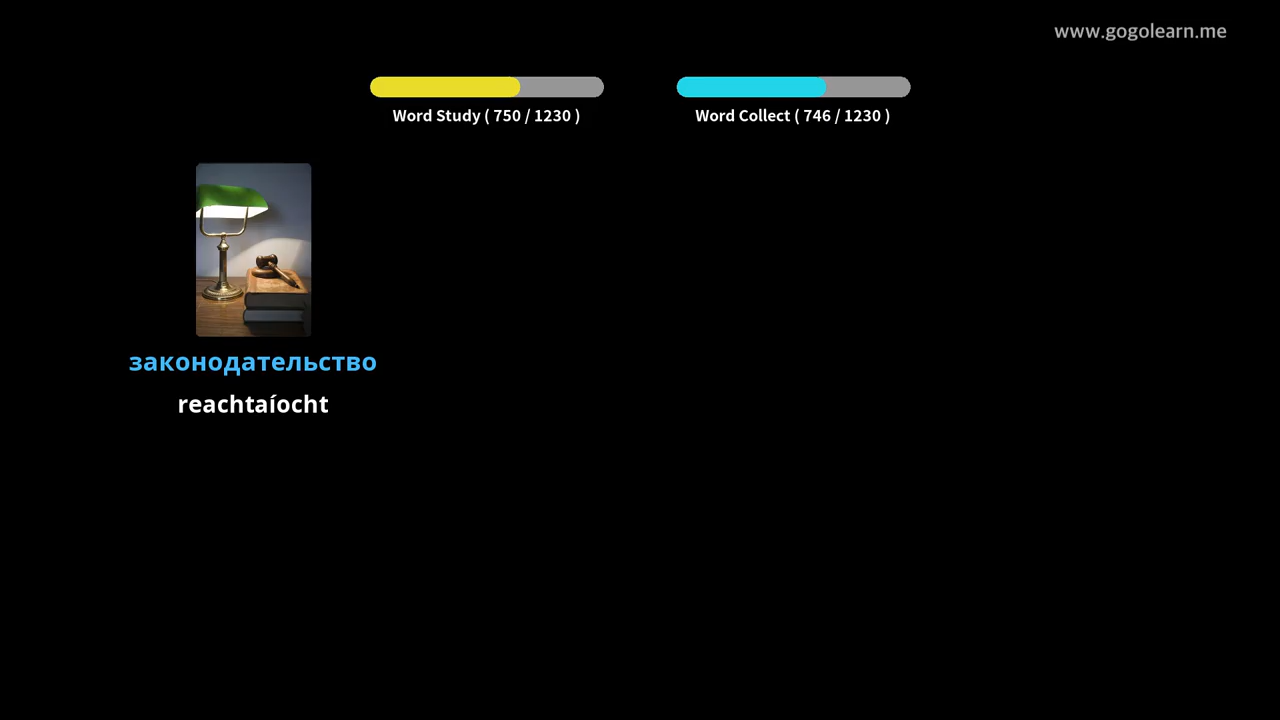 www.gogolearn.me
Word Study ( 750 / 1230 )
Word Collect ( 746 / 1230 )
законодательство
reachtaíocht